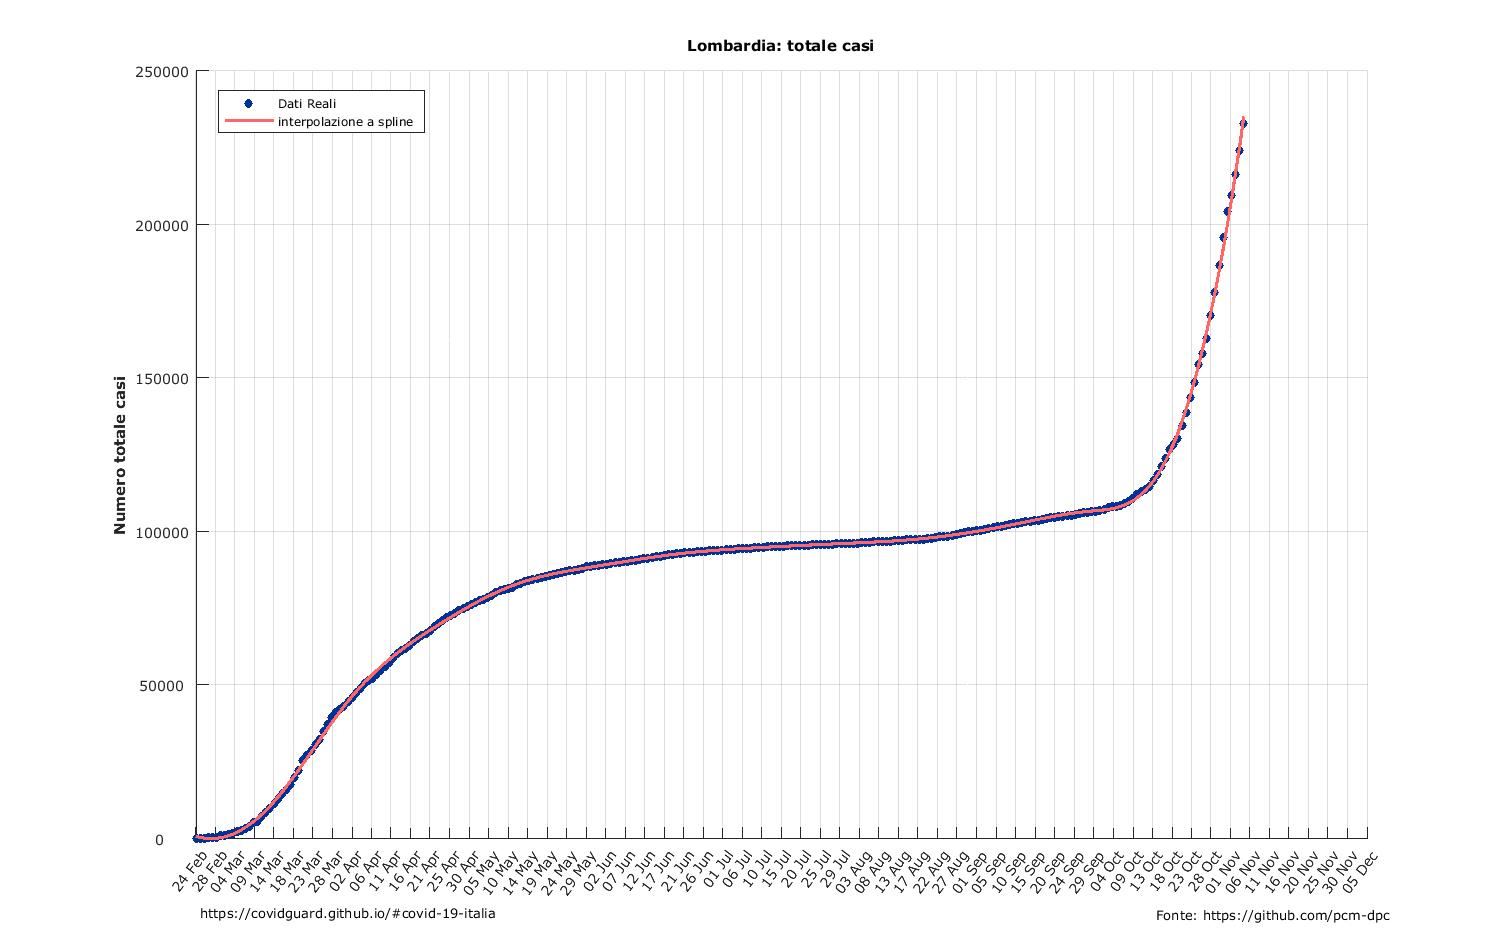 Lombardia: totale casi
250000
200000
150000
100000
50000
0
Numero totale casi
Dati Reali
interpolazione a spline
24 Feb
28 Feb
04 Mar
09 Mar
14 Mar
18 Mar
23 Mar
28 Mar
02 Apr
06 Apr
11 Apr
16 Apr
21 Apr
25 Apr
30 Apr
05 May
10 May
14 May
19 May
24 May
29 May
02 Jun
07 Jun
12 Jun
17 Jun
21 Jun
26 Jun
01 Jul
06 Jul
10 Jul
15 Jul
20 Jul
25 Jul
29 Jul
03 Aug
08 Aug
13 Aug
17 Aug
22 Aug
27 Aug
01 Sep
05 Sep
10 Sep
15 Sep
20 Sep
24 Sep
29 Sep
04 Oct
09 Oct
13 Oct
18 Oct
23 Oct
28 Oct
01 Nov
06 Nov
11 Nov
16 Nov
20 Nov
25 Nov
30 Nov
05 Dec
https://covidguard.github.io/#covid-19-italia
Fonte: https://github.com/pcm-dpc